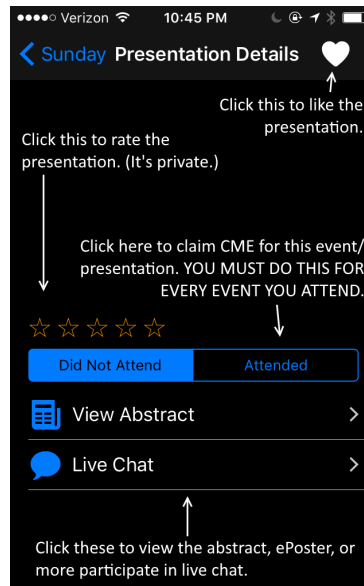 Verizon 10:45 PM
Sunday Presentation Details
Click this to like the
presentation.
Click this to rate the
presentation. (It's private.)
Click here to claim CME for this event/
presentation. YOU MUST DO THIS FOR
EVERY EVENT YOU ATTEND.
Did Not Attend Attended
View Abstract
Live Chat
Click these to view the abstract, ePoster, or
more participate in live chat.